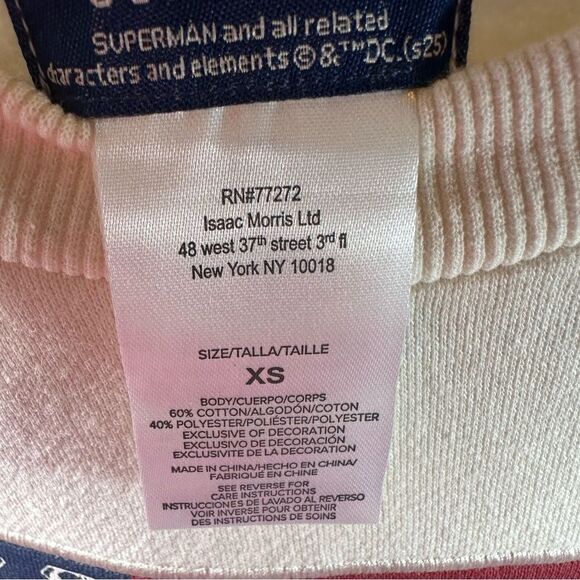 SUPERMAN and all related
characters and elements © & ™ DC. (s25)
RN#77272
Isaac Morris Ltd
48 west 37th street 3rd fl
New York NY 10018
SIZE/TALLA/TAILLE
XS
BODY/CUERPO/CORPS
60% COTTON/ALGODÓN/COTON
40% POLYESTER/POLIÉSTER/POLYESTER
EXCLUSIVE OF DECORATION
EXCLUSIVO DE DECORACIÓN
EXCLUSIVITE DE LA DECORACIÓN
MADE IN CHINA/HECHO EN CHINA/
FABRIQUÉ EN CHINE
SEE REVERSE FOR
CARE INSTRUCTIONS
INSTRUCCIONES DE LAVADO AL REVERSO
VOIR INVERSE POUR OBTENIR
DES INSTRUCTIONS DE SOINS